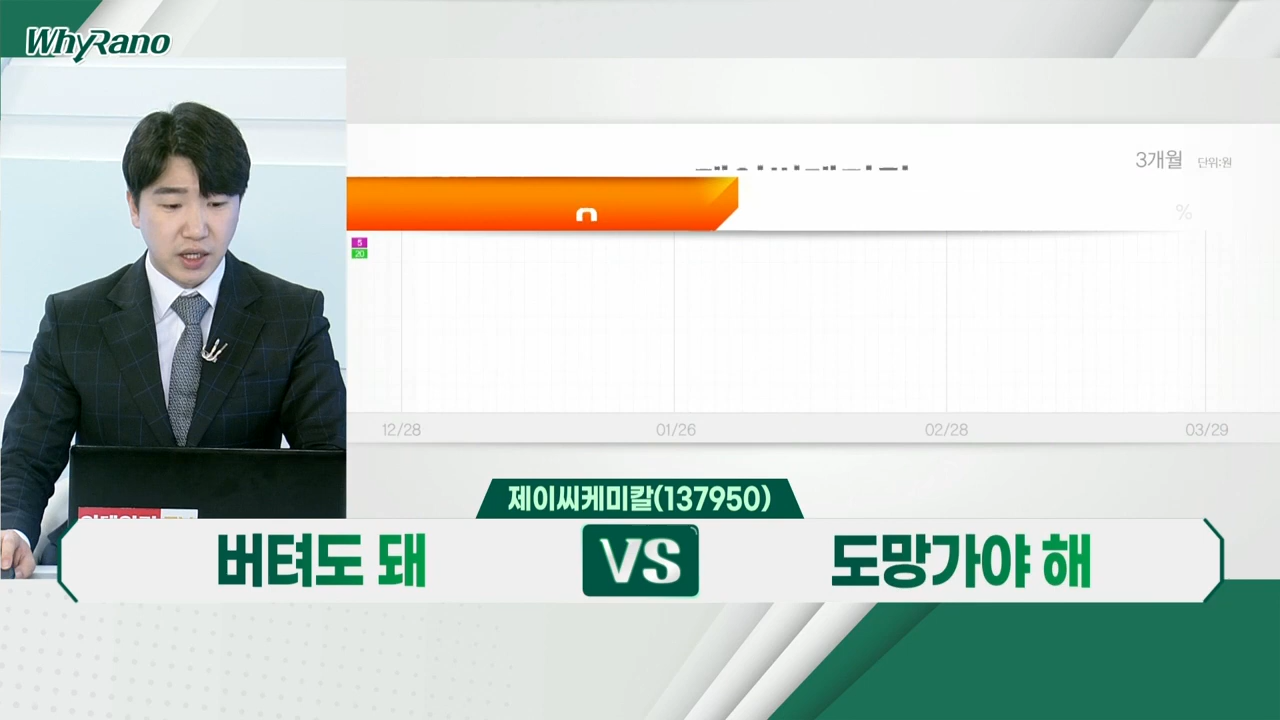 WhyRano
3개월 단위:원
%
5
20
12/28 01/26 02/28 03/29
제이씨케미칼(137950)
버텨도 돼 VS 도망가야 해